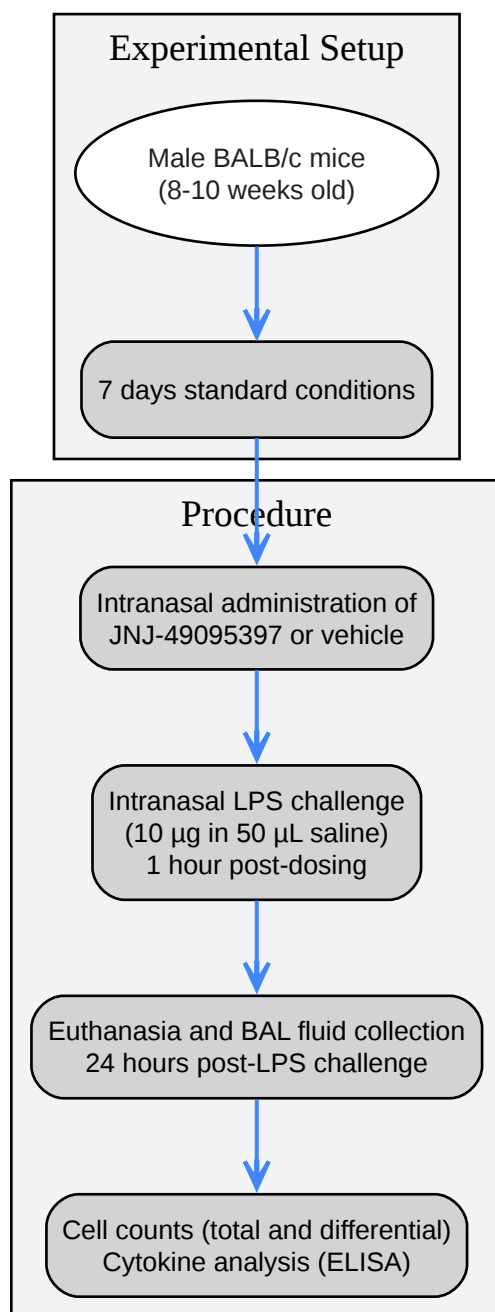 Experimental Setup
Male BALB/c mice
(8-10 weeks old)
7 days standard conditions
Procedure
Intranasal administration of
JNJ-49095397 or vehicle
Intranasal LPS challenge
(10 µg in 50 µL saline)
1 hour post-dosing
Euthanasia and BAL fluid collection
24 hours post-LPS challenge
Cell counts (total and differential)
Cytokine analysis (ELISA)